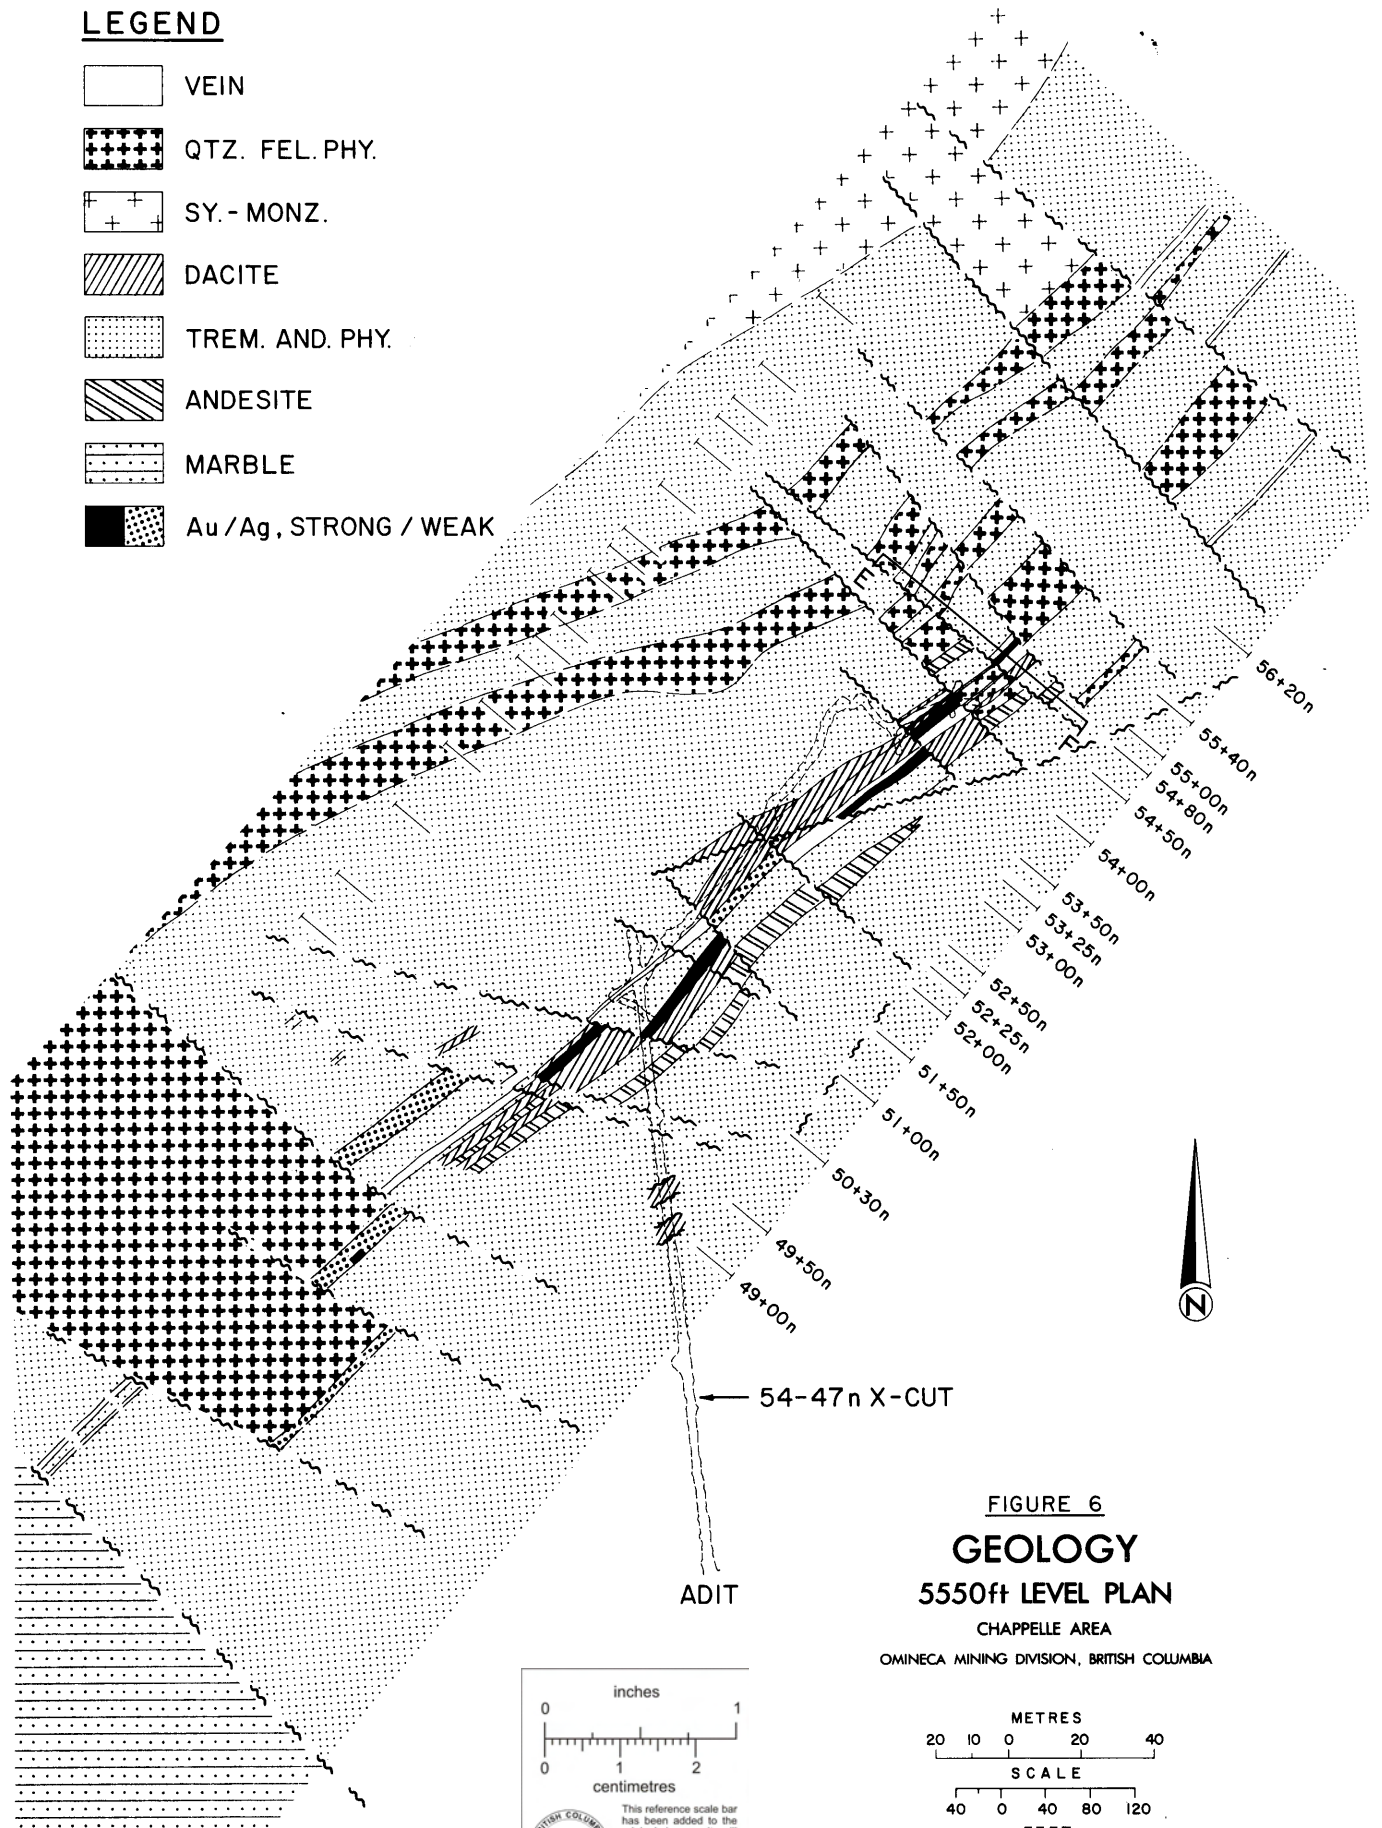 LEGEND
VEIN
QTZ. FEL. PHY.
SY.-MONZ.
DACITE
TREM. AND. PHY.
ANDESITE
MARBLE
Au/Ag, STRONG / WEAK
E
F
56+20n
55+40n
55+00n
54+80n
54+50n
54+00n
53+50n
53+25n
53+00n
52+50n
52+25n
52+00n
51+50n
51+00n
50+30n
49+50n
49+00n
N
54-47n X-CUT
ADIT
FIGURE 6
GEOLOGY
5550ft LEVEL PLAN
CHAPPELLE AREA
OMINECA MINING DIVISION, BRITISH COLUMBIA
METRES
20 10 0 20 40
SCALE
40 0 40 80 120
inches
0 1
0 1 2
centimetres
This reference scale bar
has been added to the